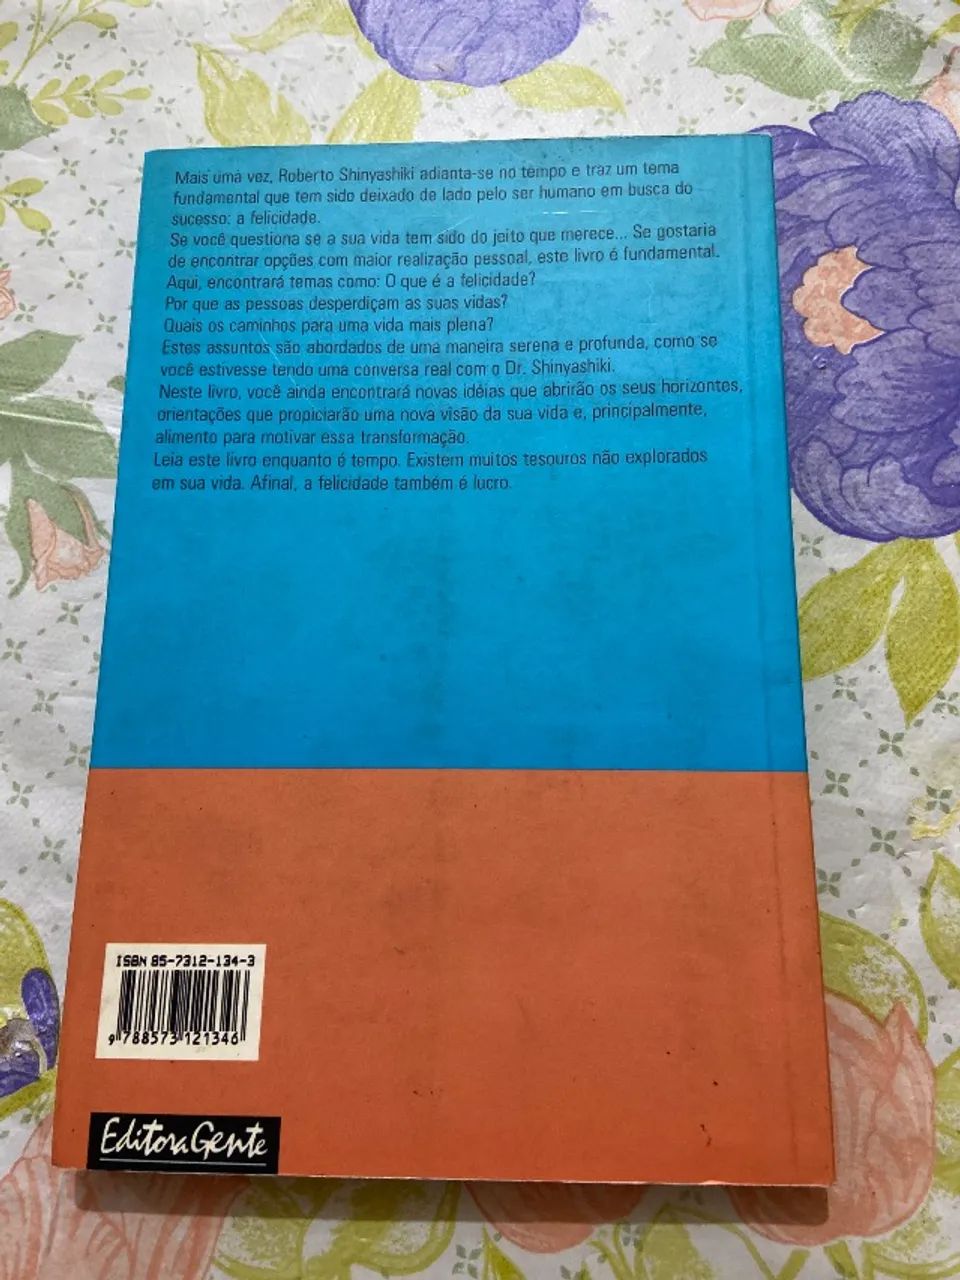 Mais uma vez, Roberto Shinyashiki adianta-se no tempo e traz um tema
fundamental que tem sido deixado de lado pelo ser humano em busca do
sucesso: a felicidade.
Se você questiona se a sua vida tem sido do jeito que merece... Se gostaria
de encontrar opções com maior realização pessoal, este livro é fundamental.
Aqui, encontrará temas como: O que é a felicidade?
Por que as pessoas desperdiçam as suas vidas?
Quais os caminhos para uma vida mais plena?
Estes assuntos são abordados de uma maneira serena e profunda, como se
você estivesse tendo uma conversa real com o Dr. Shinyashiki.
Neste livro, você ainda encontrará novas idéias que abrirão os seus horizontes,
orientações que propiciarão uma nova visão da sua vida e, principalmente,
alimento para motivar essa transformação.
Leia este livro enquanto é tempo. Existem muitos tesouros não explorados
em sua vida. Afinal, a felicidade também é lucro.
ISBN 85-7312-134-3
9 788573 121346
Editora Gente